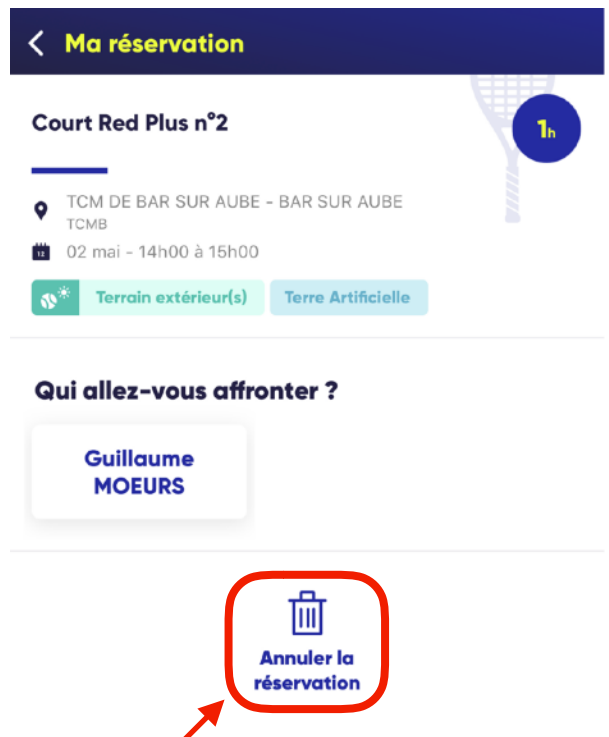 Ma réservation
Court Red Plus n°2
1h
TCM DE BAR SUR AUBE - BAR SUR AUBE
TCMB
12
02 mai - 14h00 à 15h00
Terrain extérieur(s)
Terre Artificielle
Qui allez-vous affronter ?
Guillaume
MOEURS
Annuler la
réservation